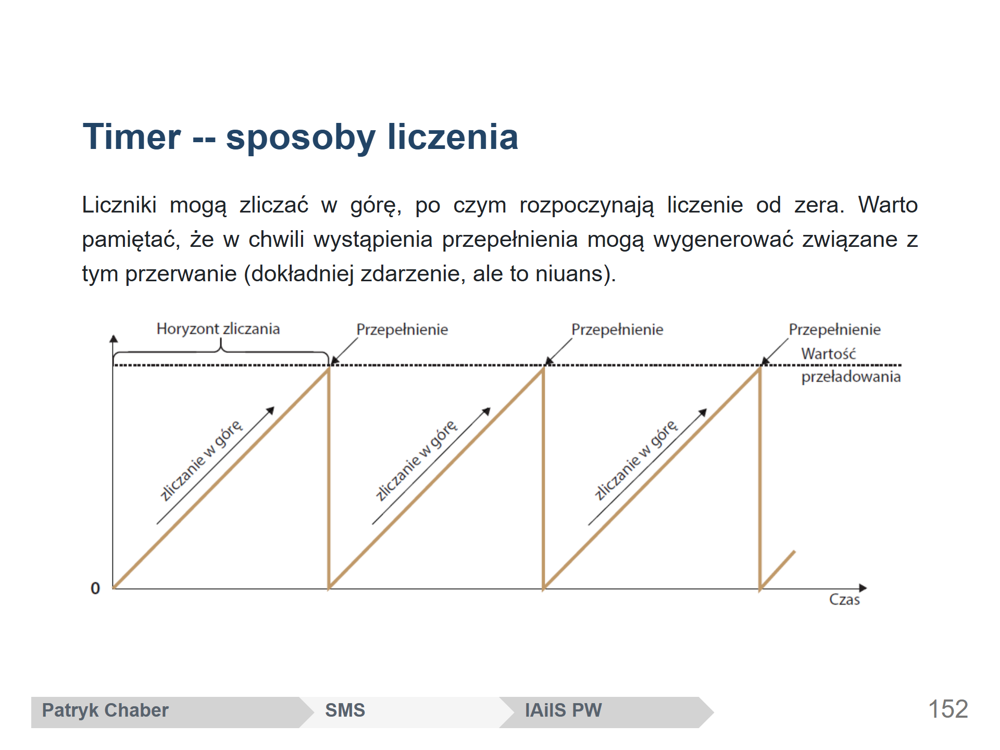 Timer -- sposoby liczenia
Liczniki mogą zliczać w górę, po czym rozpoczynają liczenie od zera. Warto
pamiętać, że w chwili wystąpienia przepełnienia mogą wygenerować związane z
tym przerwanie (dokładniej zdarzenie, ale to niuans).
Horyzont zliczania
Przepełnienie
Przepełnienie
Przepełnienie
Wartość
przeładowania
zliczanie w górę
zliczanie w górę
zliczanie w górę
0
Czas
Patryk Chaber
SMS
IAiIS PW
152